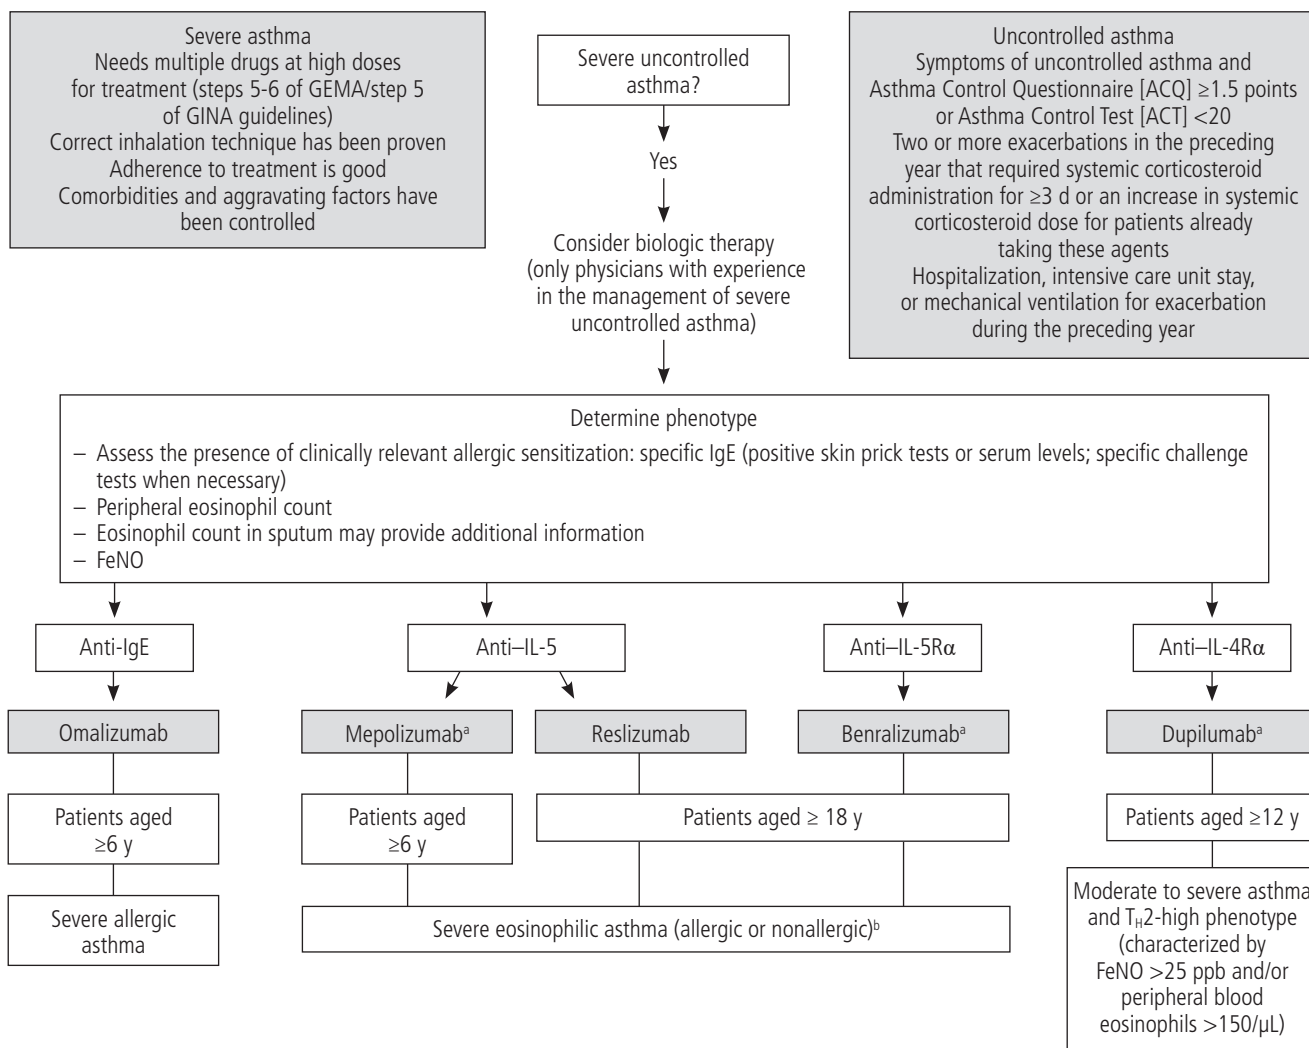 Severe asthma
Needs multiple drugs at high doses
for treatment (steps 5-6 of GEMA/step 5
of GINA guidelines)
Correct inhalation technique has been proven
Adherence to treatment is good
Comorbidities and aggravating factors have
been controlled
Severe uncontrolled
asthma?
Uncontrolled asthma
Symptoms of uncontrolled asthma and
Asthma Control Questionnaire [ACQ] ≥1.5 points
or Asthma Control Test [ACT] <20
Two or more exacerbations in the preceding
year that required systemic corticosteroid
administration for ≥3 d or an increase in systemic
corticosteroid dose for patients already
taking these agents
Hospitalization, intensive care unit stay,
or mechanical ventilation for exacerbation
during the preceding year
Yes
Consider biologic therapy
(only physicians with experience
in the management of severe
uncontrolled asthma)
Determine phenotype
– Assess the presence of clinically relevant allergic sensitization: specific IgE (positive skin prick tests or serum levels; specific challenge
tests when necessary)
– Peripheral eosinophil count
– Eosinophil count in sputum may provide additional information
– FeNO
Anti-IgE
Anti–IL-5
Anti–IL-5Rα
Anti–IL-4Rα
Omalizumab
Mepolizumabᵃ
Reslizumab
Benralizumabᵃ
Dupilumabᵃ
Patients aged
≥6 y
Patients aged
≥6 y
Patients aged ≥ 18 y
Patients aged ≥12 y
Severe allergic
asthma
Severe eosinophilic asthma (allergic or nonallergic)ᵇ
Moderate to severe asthma
and T<sub>H</sub>2-high phenotype
(characterized by
FeNO >25 ppb and/or
peripheral blood
eosinophils >150/µL)